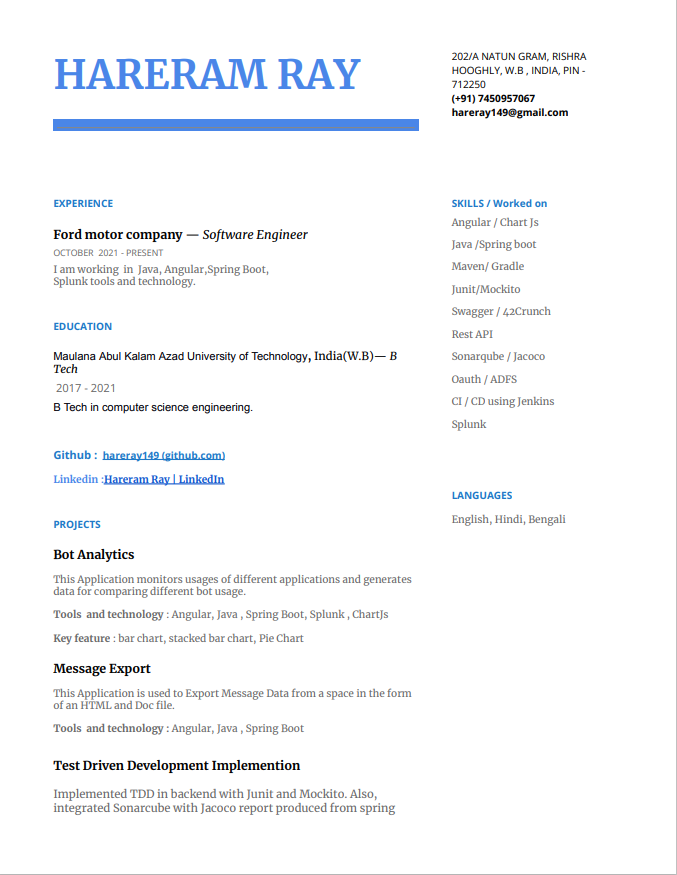 HARERAM RAY
202/A NATUN GRAM, RISHRA
HOOGHLY, W.B , INDIA, PIN -
712250
(+91) 7450957067
hareray149@gmail.com
EXPERIENCE
Ford motor company — Software Engineer
OCTOBER 2021 - PRESENT
I am working in Java, Angular,Spring Boot,
Splunk tools and technology.
EDUCATION
Maulana Abul Kalam Azad University of Technology, India(W.B)— B
Tech
2017 - 2021
B Tech in computer science engineering.
Github : hareray149 (github.com)
Linkedin :Hareram Ray | LinkedIn
PROJECTS
Bot Analytics
This Application monitors usages of different applications and generates
data for comparing different bot usage.
Tools and technology : Angular, Java , Spring Boot, Splunk , ChartJs
Key feature : bar chart, stacked bar chart, Pie Chart
Message Export
This Application is used to Export Message Data from a space in the form
of an HTML and Doc file.
Tools and technology : Angular, Java , Spring Boot
Test Driven Development Implemention
Implemented TDD in backend with Junit and Mockito. Also,
integrated Sonarcube with Jacoco report produced from spring
SKILLS / Worked on
Angular / Chart Js
Java /Spring boot
Maven/ Gradle
Junit/Mockito
Swagger / 42Crunch
Rest API
Sonarqube / Jacoco
Oauth / ADFS
CI / CD using Jenkins
Splunk
LANGUAGES
English, Hindi, Bengali